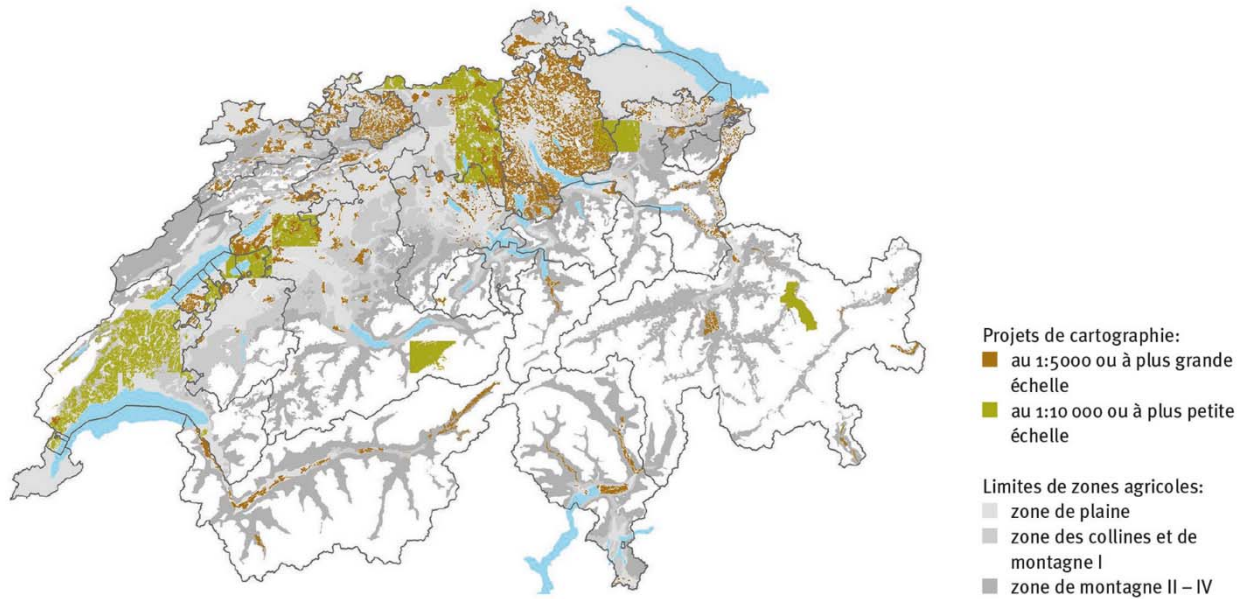 Projets de cartographie:
au 1:5000 ou à plus grande
échelle
au 1:10 000 ou à plus petite
échelle
Limites de zones agricoles:
zone de plaine
zone des collines et de
montagne I
zone de montagne II – IV